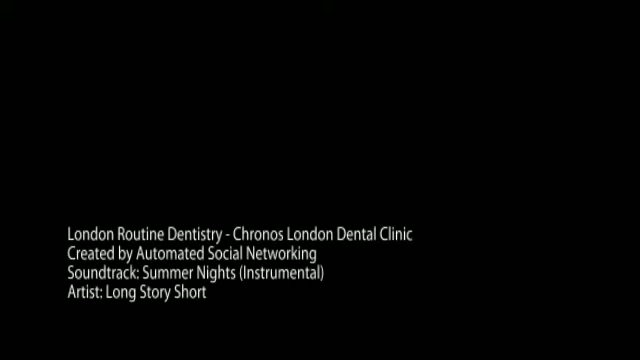 London Routine Dentistry - Chronos London Dental Clinic
Created by Automated Social Networking
Soundtrack: Summer Nights (Instrumental)
Artist: Long Story Short